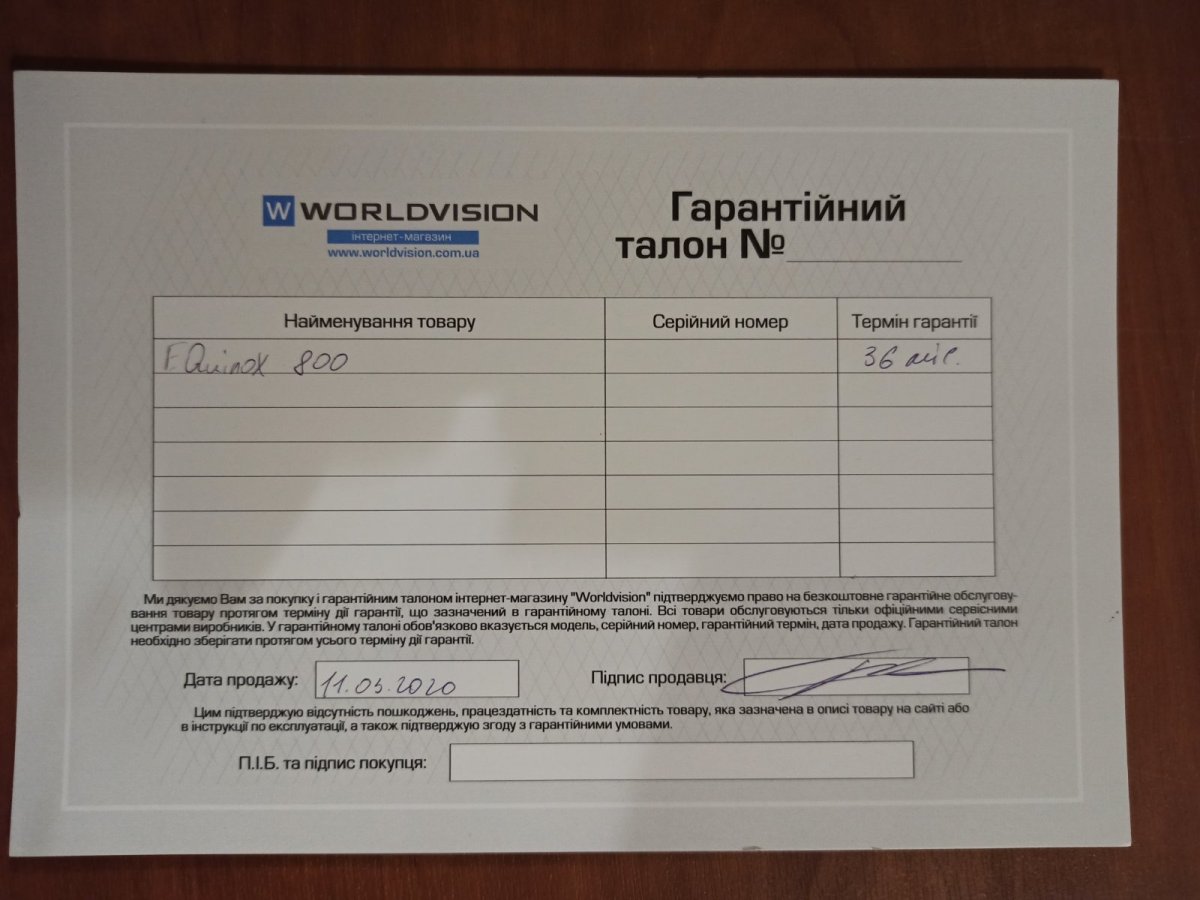 W WORLDVISION
інтернет-магазин
www.worldvision.com.ua
Гарантійний
талон №
Найменування товару Серійний номер Термін гарантії
EQuinox 800 36 міс.
Ми дякуємо Вам за покупку і гарантійним талоном інтернет-магазину "Worldvision" підтверджуємо право на безкоштовне гарантійне обслугову-
вання товару протягом терміну дії гарантії, що зазначений в гарантійному талоні. Всі товари обслуговуються тільки офіційними сервісними
центрами виробників. У гарантійному талоні обов'язково вказується модель, серійний номер, гарантійний термін, дата продажу. Гарантійний талон
необхідно зберігати протягом усього терміну дії гарантії.
Дата продажу: 11.03.2020 Підпис продавця:
Цим підтверджую відсутність пошкоджень, працездатність та комплектність товару, яка зазначена в описі товару на сайті або
в інструкції по експлуатації, а також підтверджую згоду з гарантійними умовами.
П.І.Б. та підпис покупця: